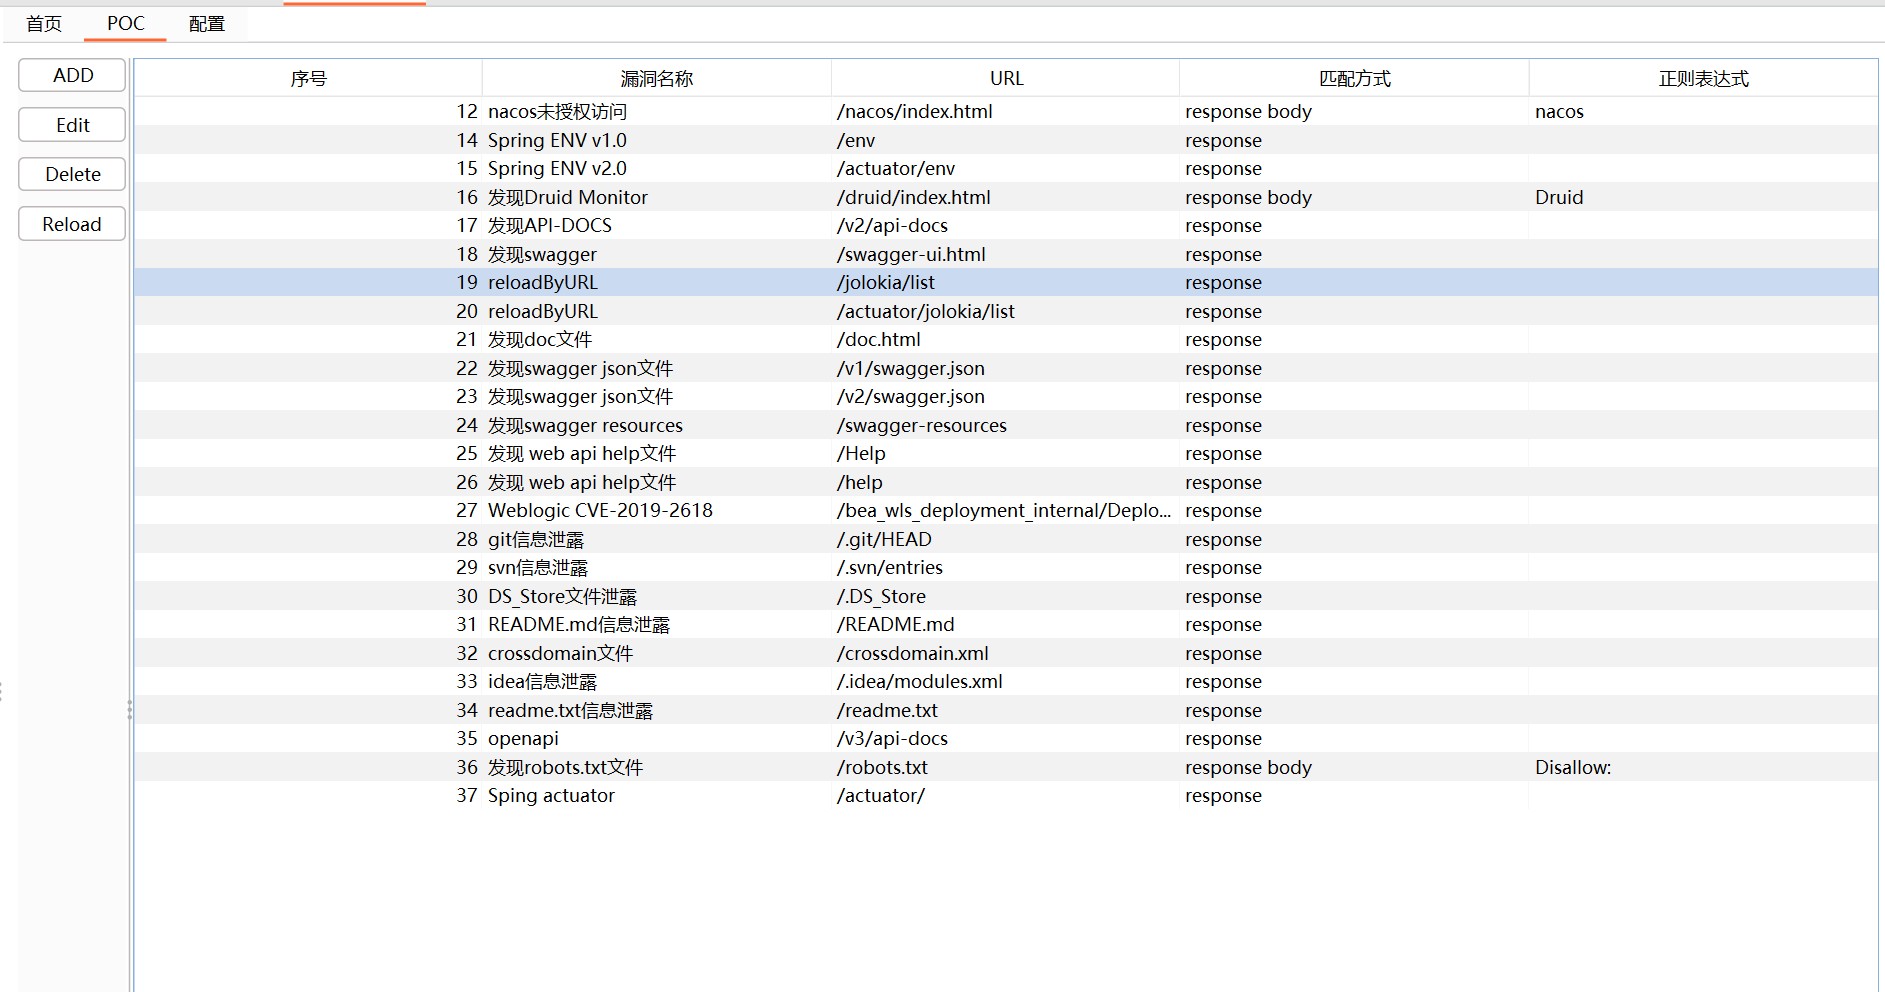 首页 POC 配置
ADD
Edit
Delete
Reload
序号 漏洞名称 URL 匹配方式 正则表达式
12 nacos未授权访问 /nacos/index.html response body nacos
14 Spring ENV v1.0 /env response
15 Spring ENV v2.0 /actuator/env response
16 发现Druid Monitor /druid/index.html response body Druid
17 发现API-DOCS /v2/api-docs response
18 发现swagger /swagger-ui.html response
19 reloadByURL /jolokia/list response
20 reloadByURL /actuator/jolokia/list response
21 发现doc文件 /doc.html response
22 发现swagger json文件 /v1/swagger.json response
23 发现swagger json文件 /v2/swagger.json response
24 发现swagger resources /swagger-resources response
25 发现 web api help文件 /Help response
26 发现 web api help文件 /help response
27 Weblogic CVE-2019-2618 /bea_wls_deployment_internal/Deplo... response
28 git信息泄露 /.git/HEAD response
29 svn信息泄露 /.svn/entries response
30 DS_Store文件泄露 /.DS_Store response
31 README.md信息泄露 /README.md response
32 crossdomain文件 /crossdomain.xml response
33 idea信息泄露 /.idea/modules.xml response
34 readme.txt信息泄露 /readme.txt response
35 openapi /v3/api-docs response
36 发现robots.txt文件 /robots.txt response body Disallow:
37 Sping actuator /actuator/ response